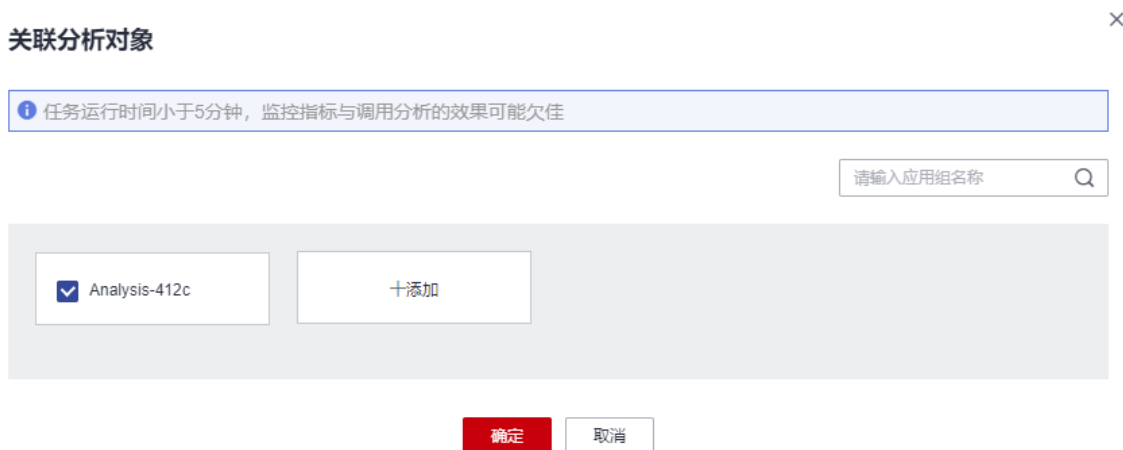 关联分析对象
任务运行时间小于5分钟，监控指标与调用分析的效果可能欠佳
请输入应用组名称
Analysis-412c
十添加
确定
取消